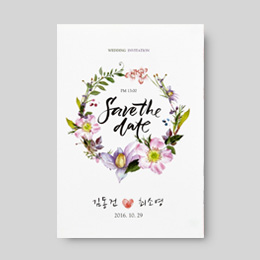 WEDDING INVITATION
PM 13:00
Save the
date
김동건 최소영
2016. 10. 29